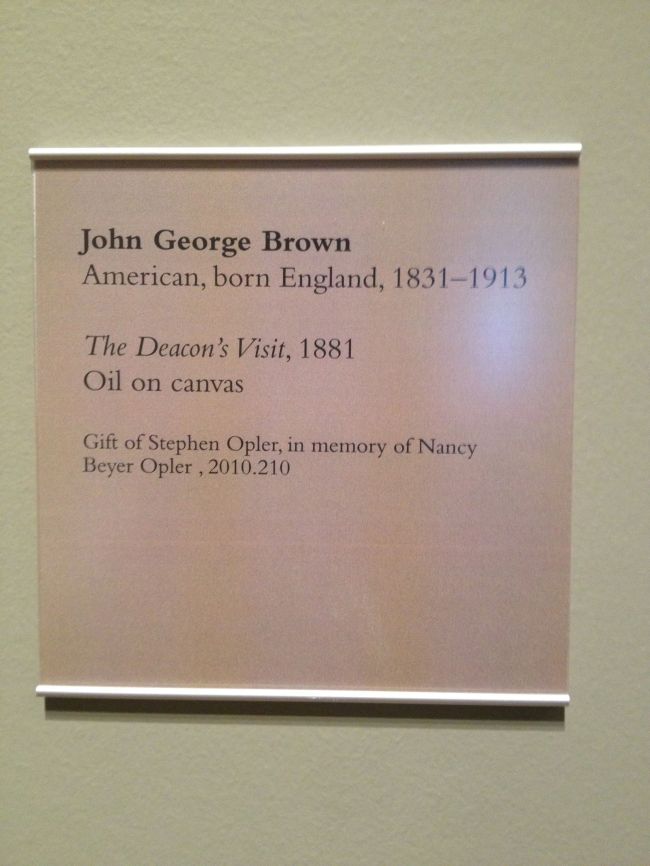 John George Brown
American, born England, 1831–1913
The Deacon's Visit, 1881
Oil on canvas
Gift of Stephen Opler, in memory of Nancy
Beyer Opler , 2010.210